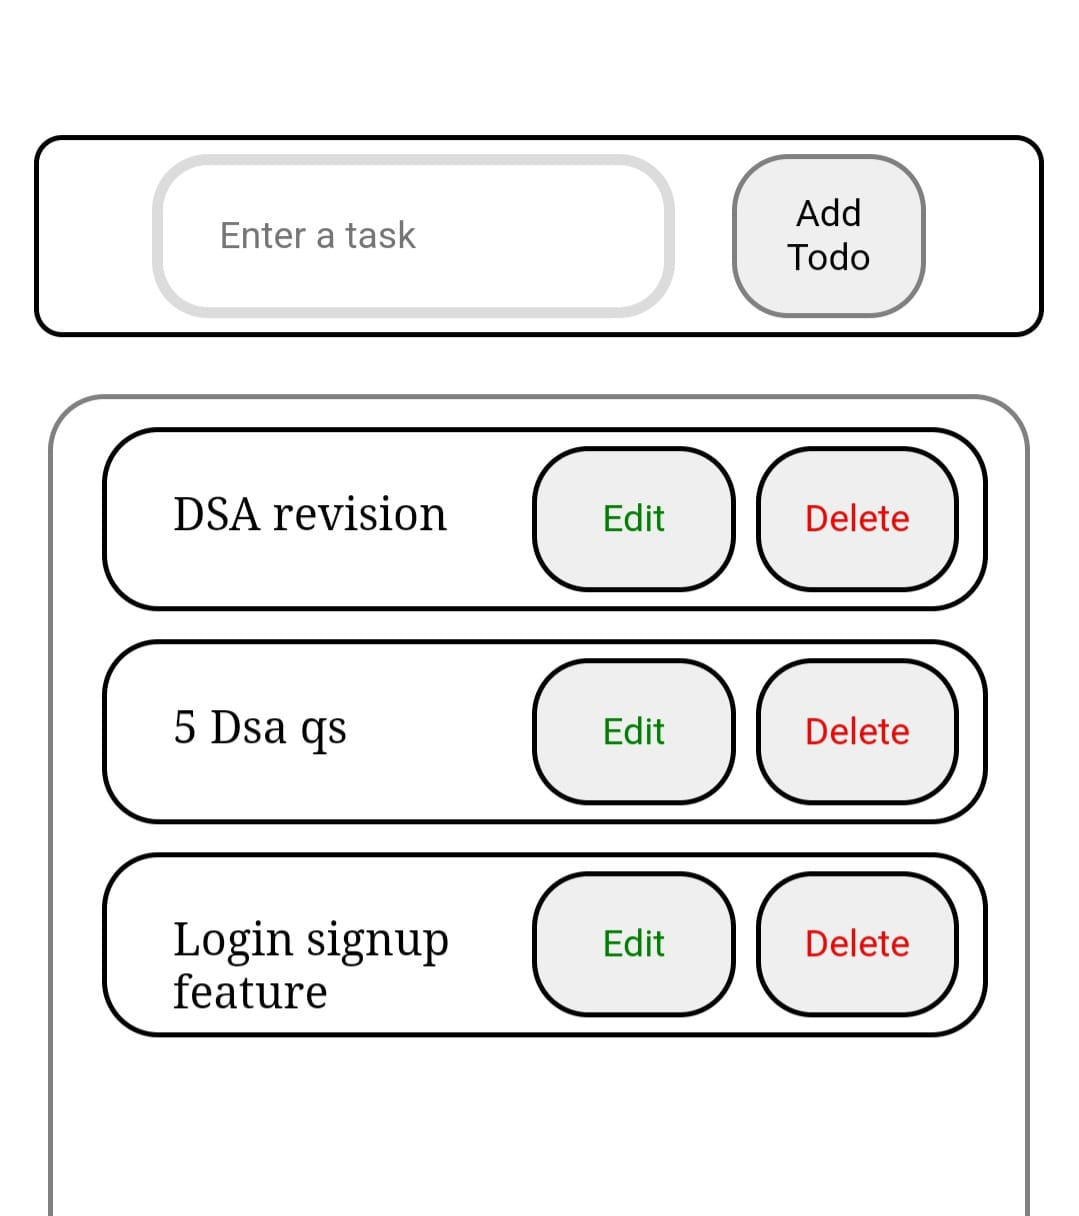 Enter a task
Add
Todo
DSA revision
Edit
Delete
5 Dsa qs
Edit
Delete
Login signup
feature
Edit
Delete